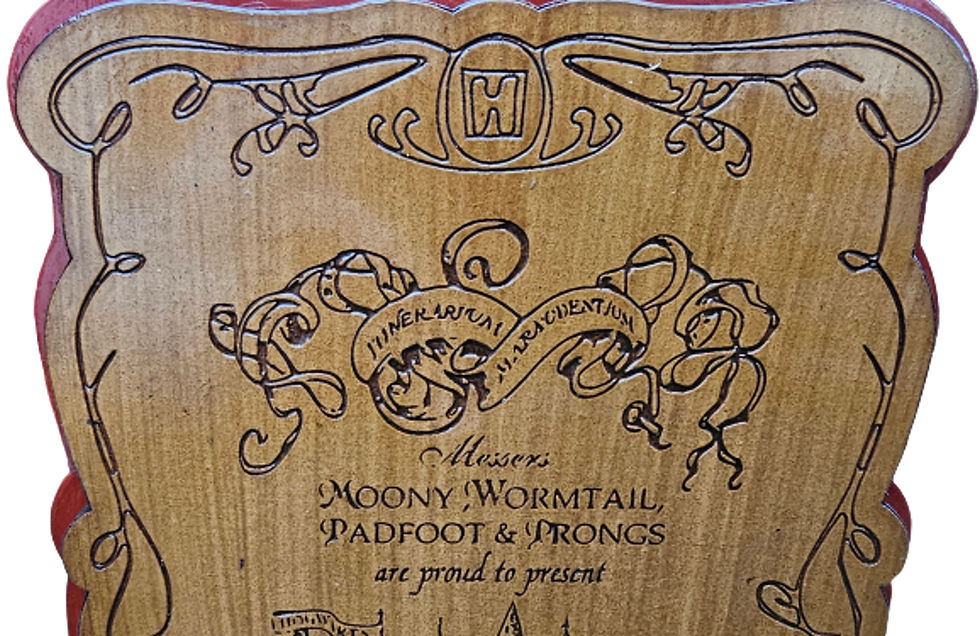 H
ITINERARIUM
MARAUDENTIUM
Messers
MOONY, WORMTAIL,
PADFOOT & PRONGS
are proud to present